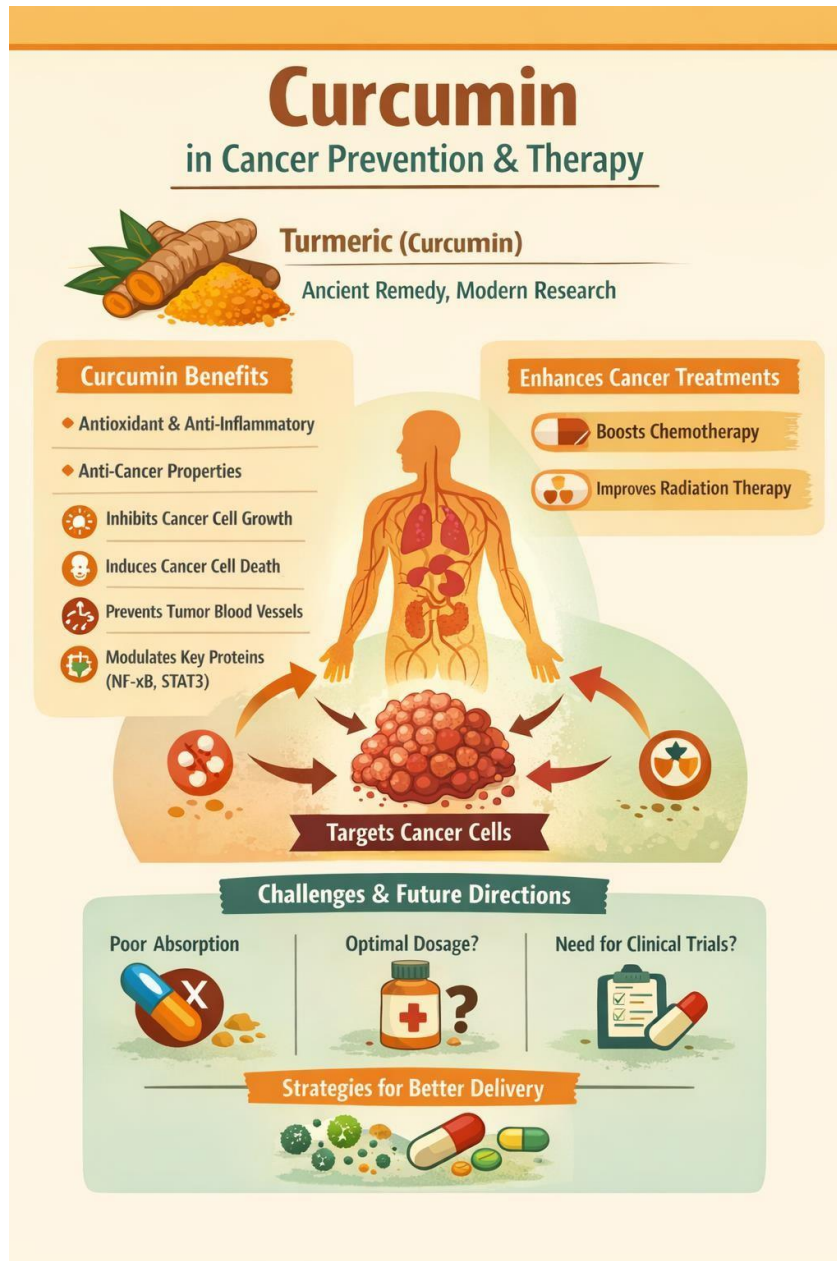 Curcumin
in Cancer Prevention & Therapy
Turmeric (Curcumin)
Ancient Remedy, Modern Research
Curcumin Benefits
Antioxidant & Anti-Inflammatory
Anti-Cancer Properties
Inhibits Cancer Cell Growth
Induces Cancer Cell Death
Prevents Tumor Blood Vessels
Modulates Key Proteins
(NF-xB, STAT3)
Enhances Cancer Treatments
Boosts Chemotherapy
Improves Radiation Therapy
Targets Cancer Cells
Challenges & Future Directions
Poor Absorption
X
Optimal Dosage?
?
Need for Clinical Trials?
Strategies for Better Delivery